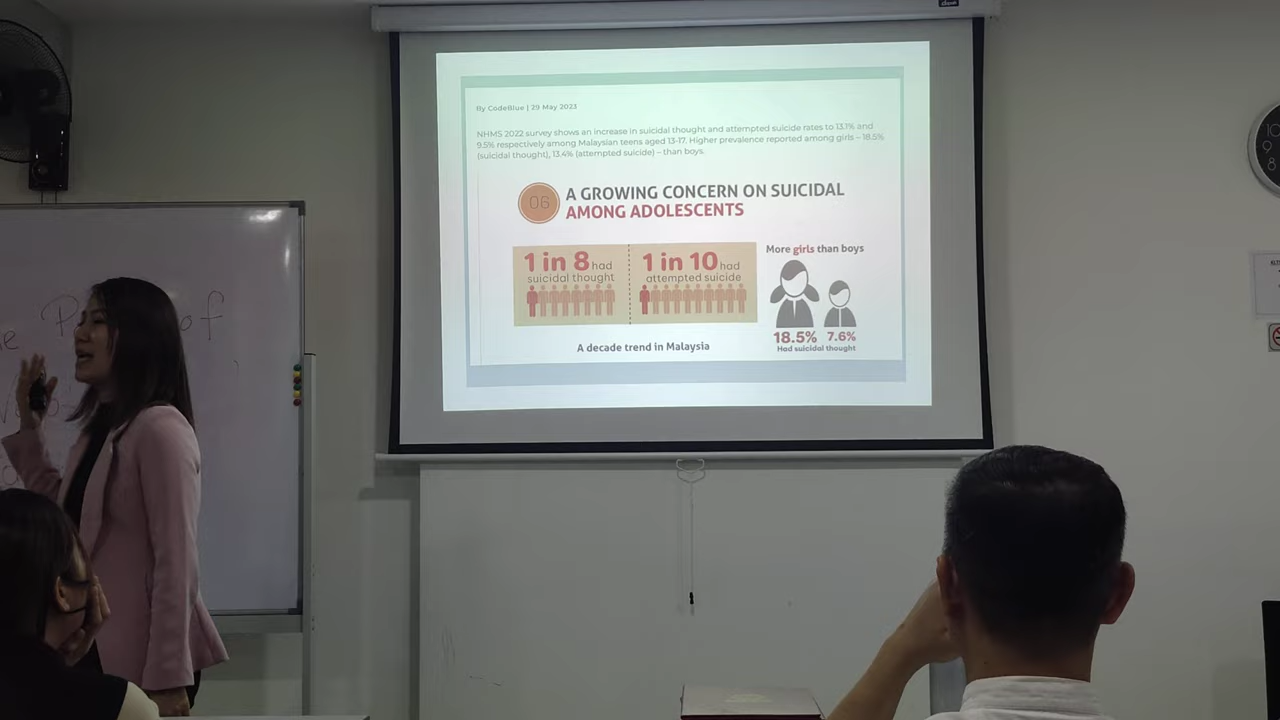 By CodeBlue | 29 May 2023
NHMS 2022 survey shows an increase in suicidal thought and attempted suicide rates to 13.1% and
9.5% respectively among Malaysian teens aged 13-17. Higher prevalence reported among girls – 18.5%
(suicidal thought), 13.4% (attempted suicide) – than boys.
06
A GROWING CONCERN ON SUICIDAL
AMONG ADOLESCENTS
1 in 8 had
suicidal thought
1 in 10 had
attempted suicide
More girls than boys
18.5% 7.6%
Had suicidal thought
A decade trend in Malaysia
of
10
9
8